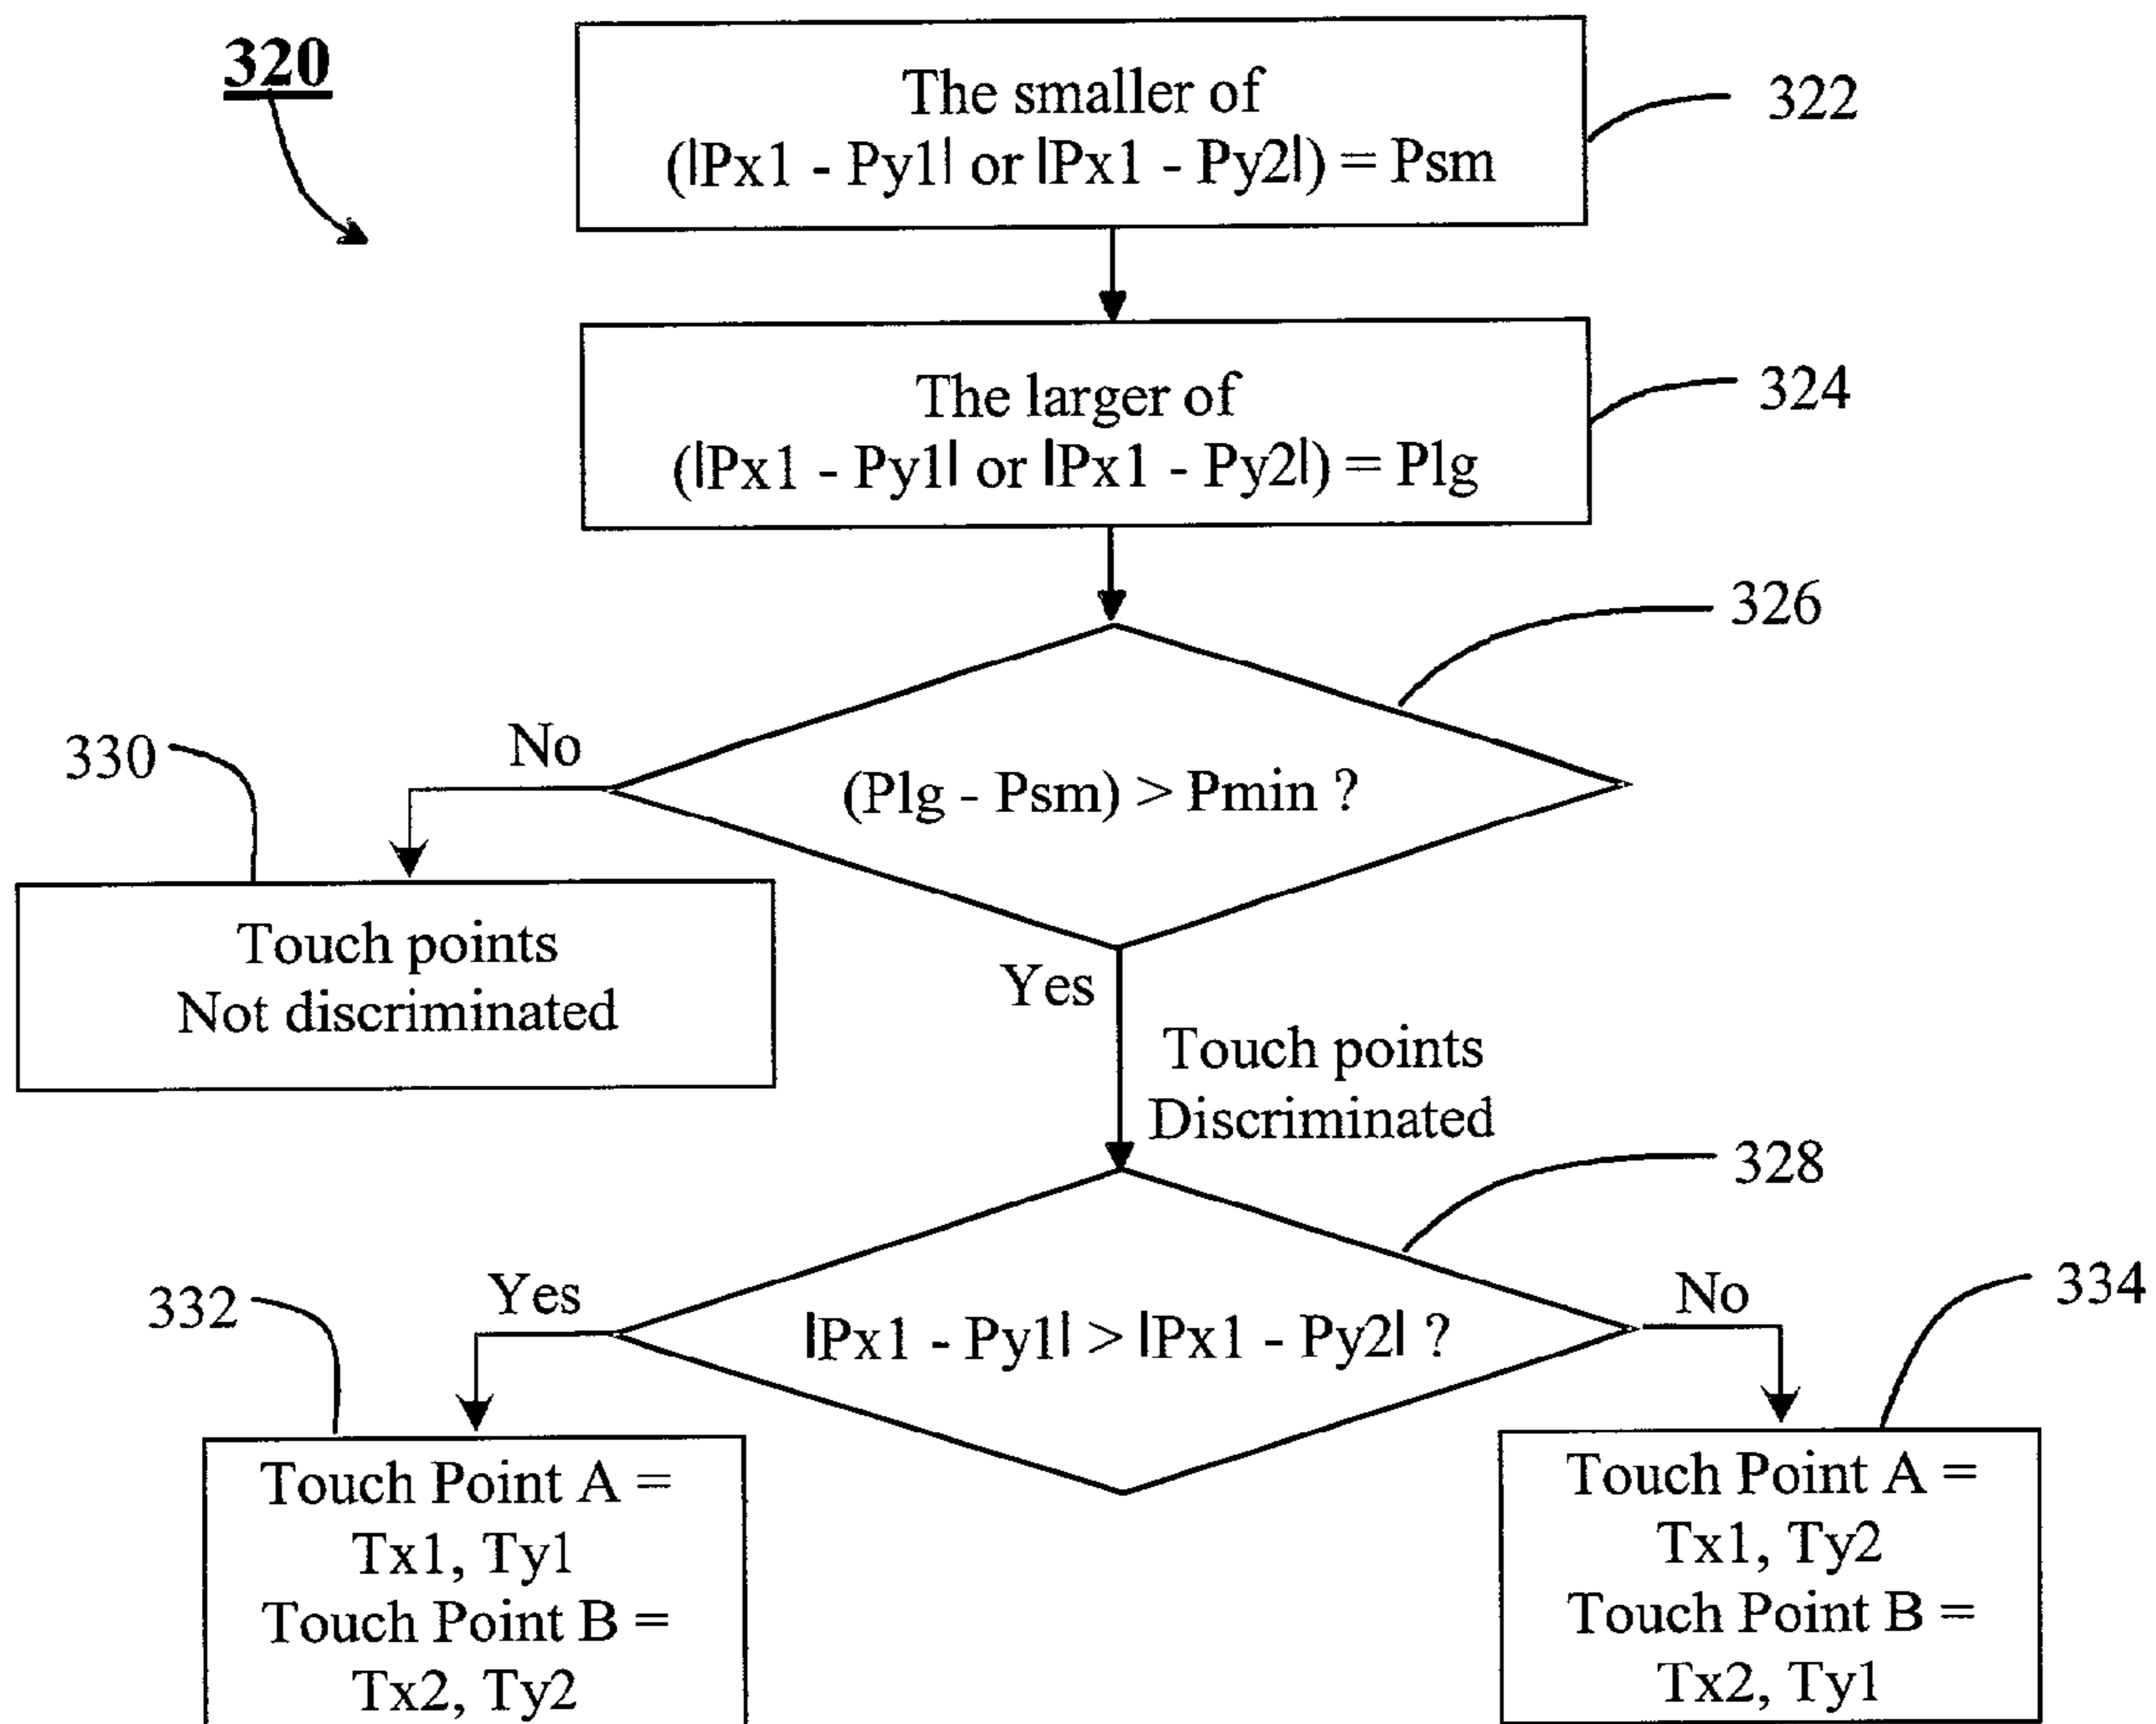 320
The smaller of
(|Px1 - Py1| or |Px1 - Py2|) = Psm
322
The larger of
(|Px1 - Py1| or |Px1 - Py2|) = Plg
324
326
(Plg - Psm) > Pmin ?
No
330
Touch points
Not discriminated
Yes
Touch points
Discriminated
328
|Px1 - Py1| > |Px1 - Py2| ?
Yes
332
No
334
Touch Point A =
Tx1, Ty1
Touch Point B =
Tx2, Ty2
Touch Point A =
Tx1, Ty2
Touch Point B =
Tx2, Ty1